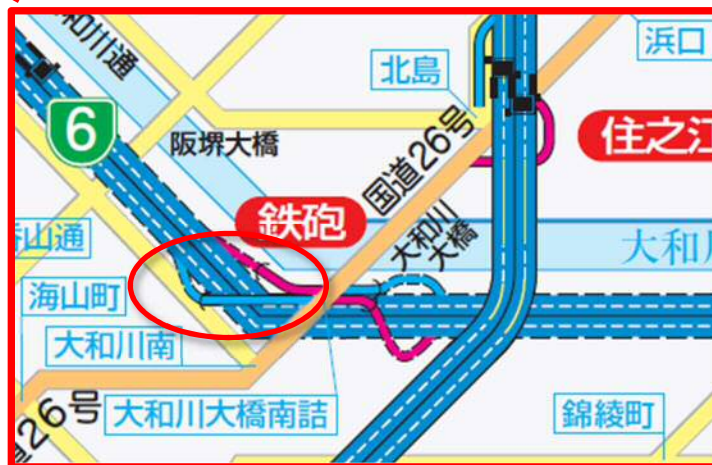 大和川通
6
阪堺大橋
北島
浜口
国道26号
住之江
鉄砲
大和川
大橋
大和川
山通
海山町
大和川南
26号
大和川大橋南詰
錦綾町